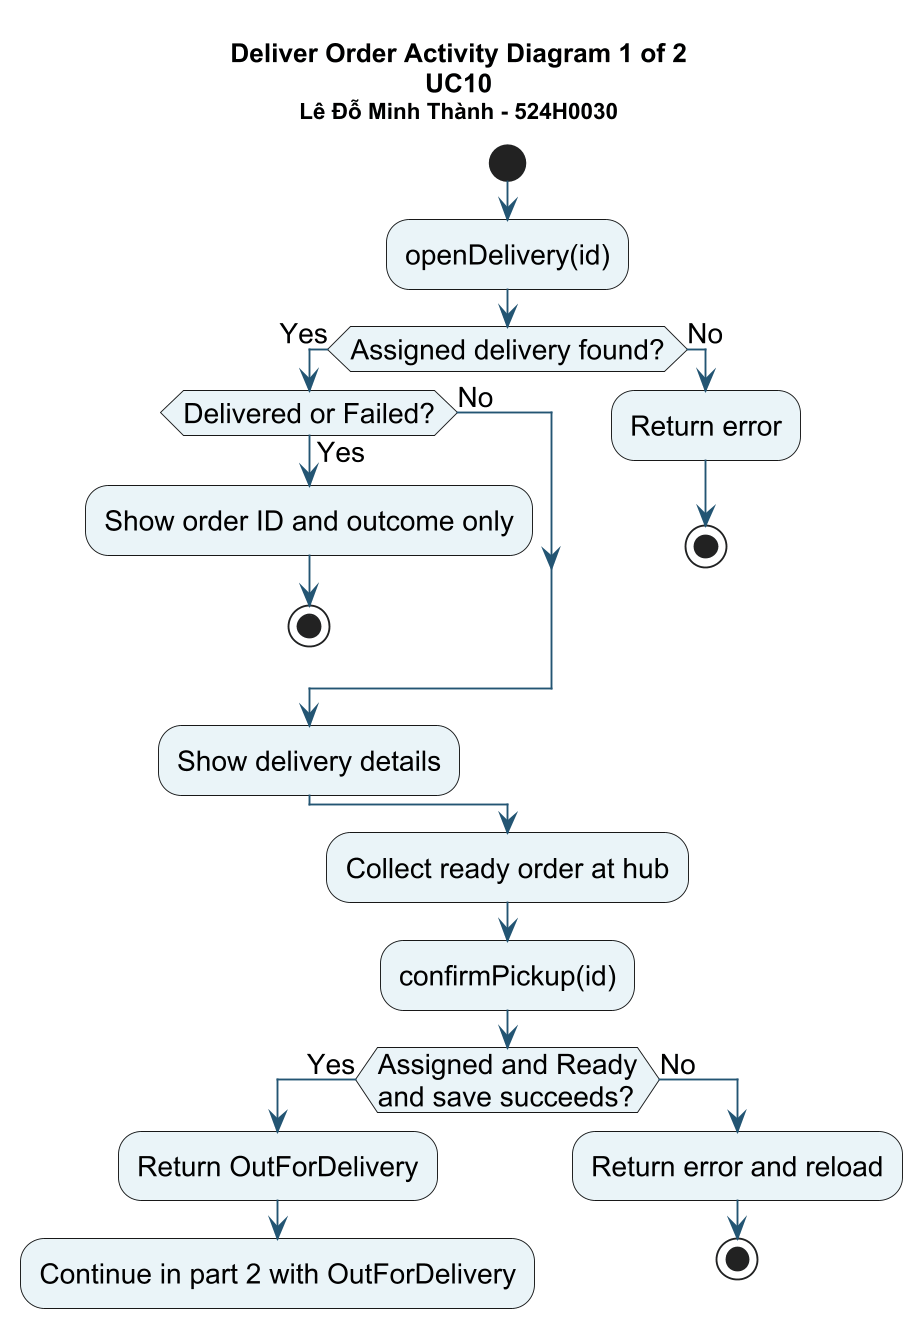 Deliver Order Activity Diagram 1 of 2
UC10
Lê Đỗ Minh Thành - 524H0030
openDelivery(id)
Yes
Assigned delivery found?
No
Delivered or Failed?
No
Return error
Yes
Show order ID and outcome only
Show delivery details
Collect ready order at hub
confirmPickup(id)
Yes
Assigned and Ready
and save succeeds?
No
Return OutForDelivery
Return error and reload
Continue in part 2 with OutForDelivery